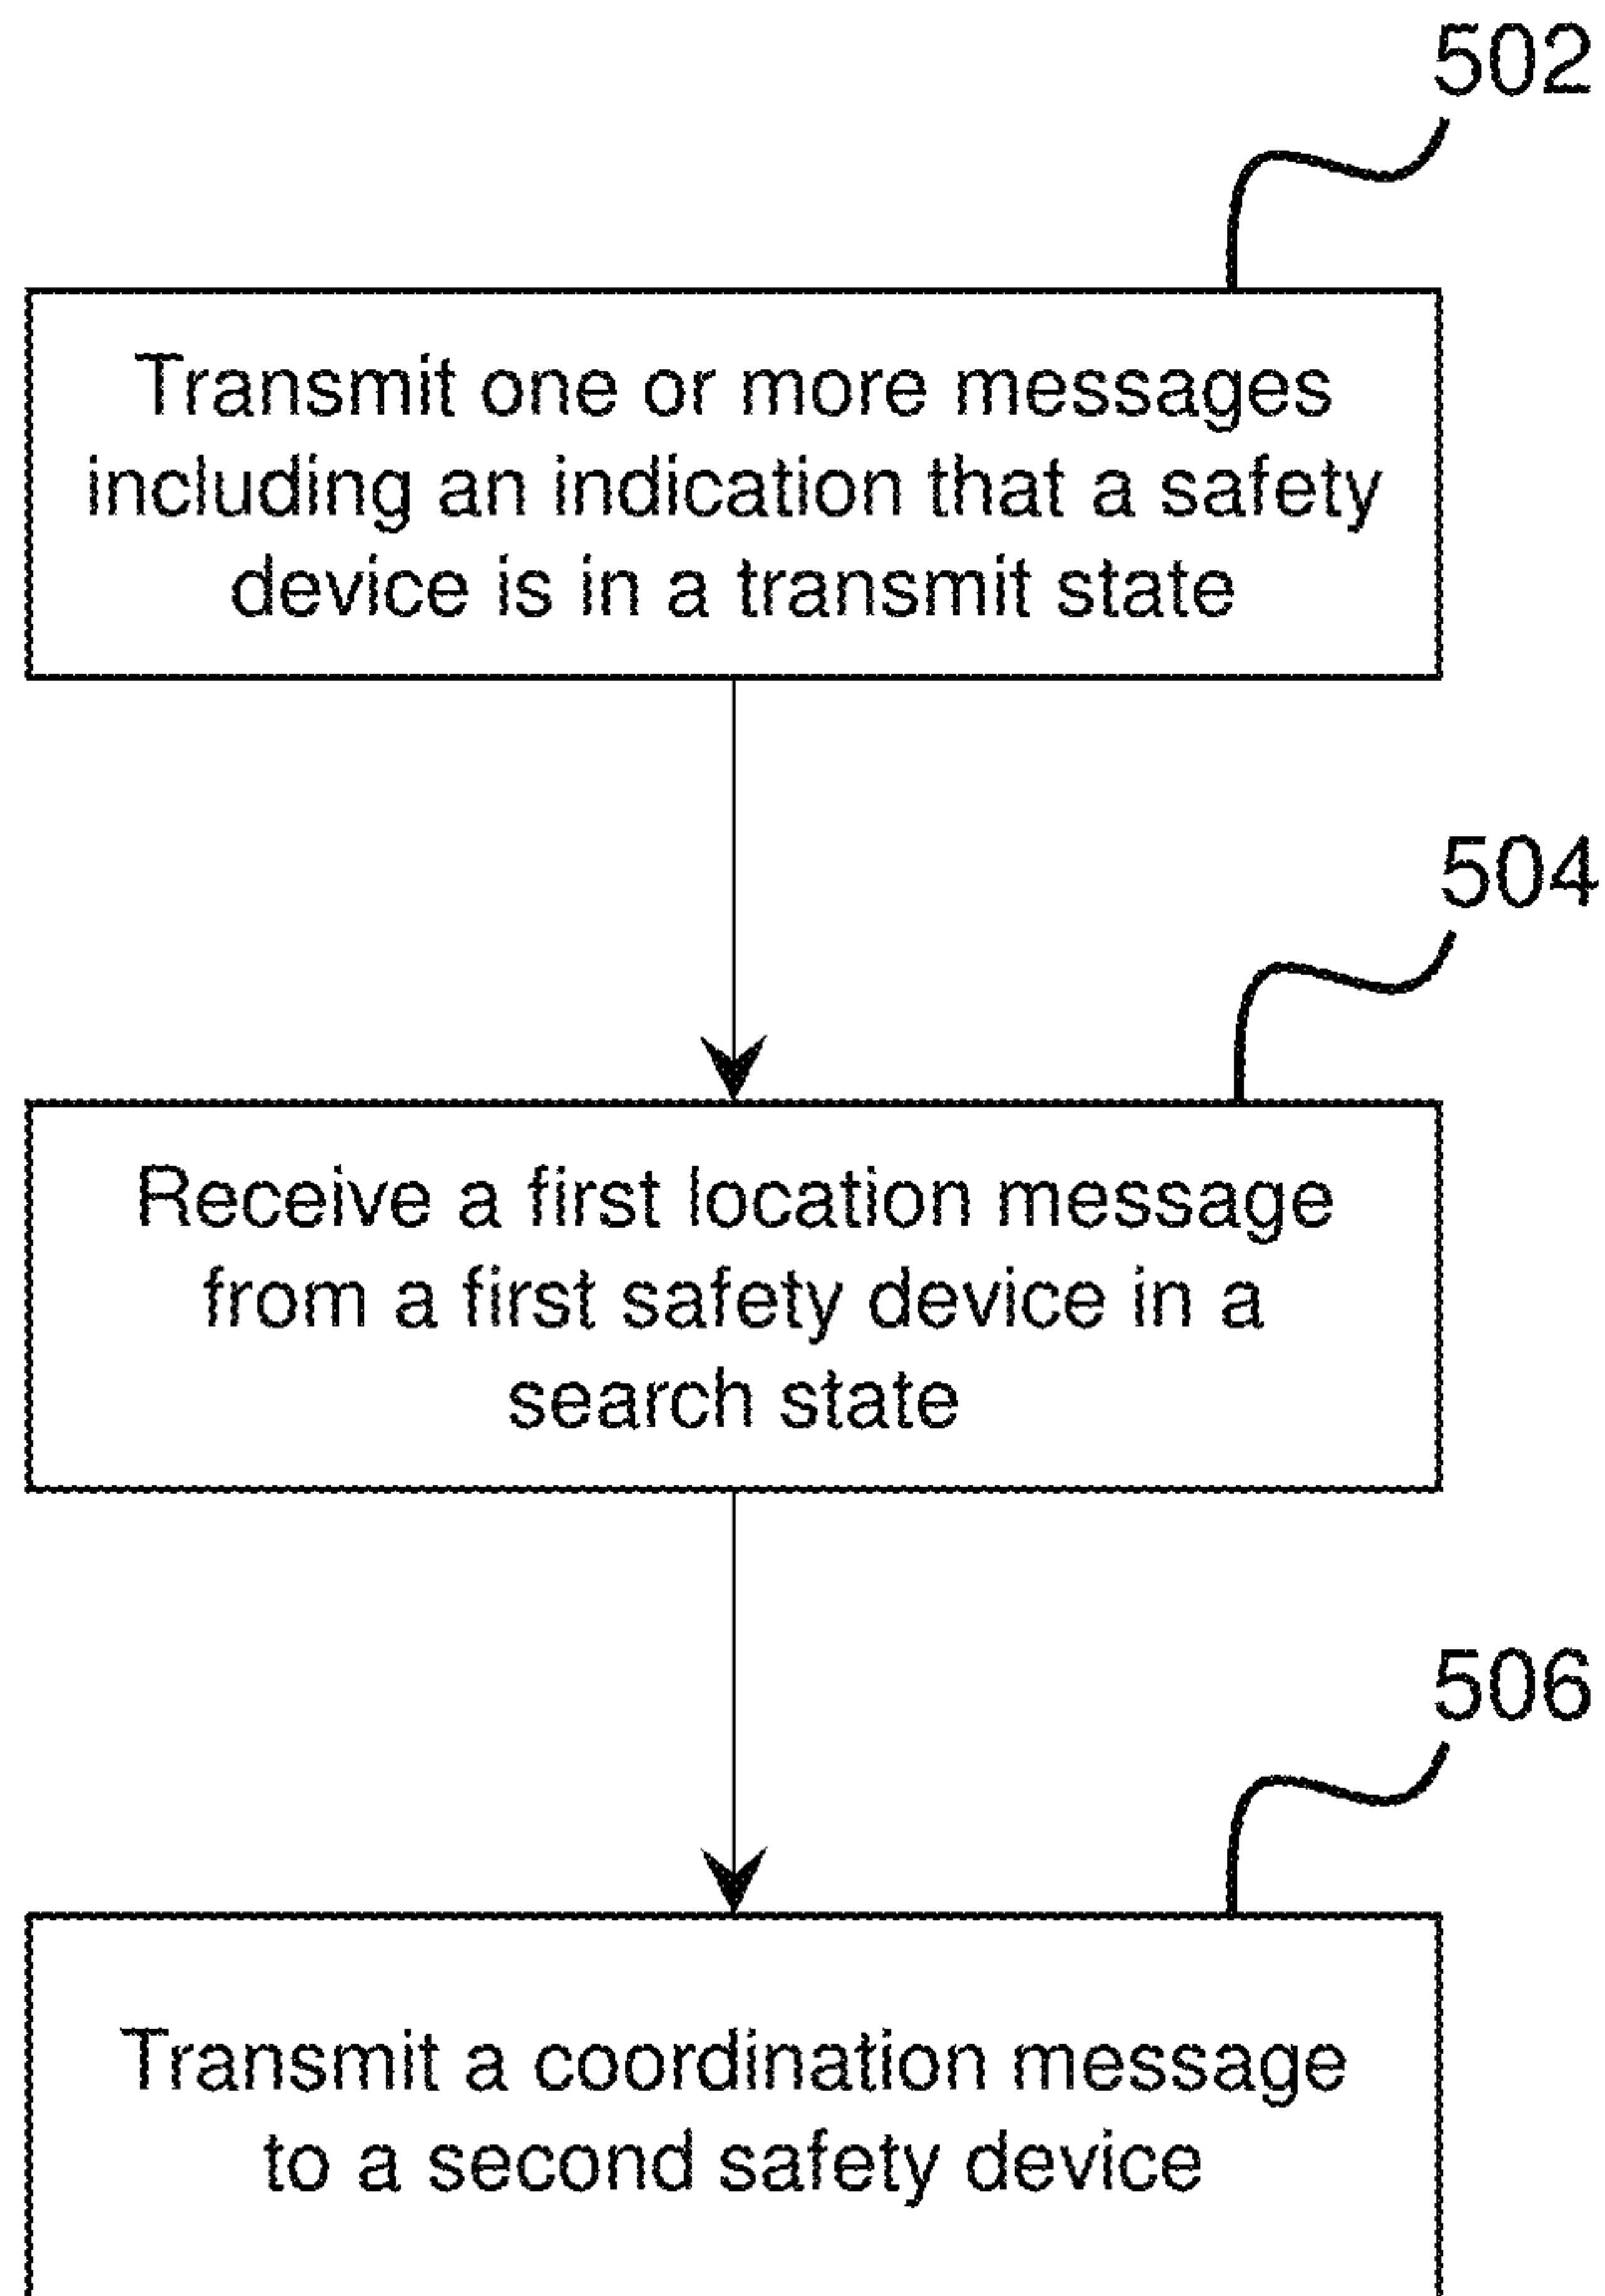 502
Transmit one or more messages
including an indication that a safety
device is in a transmit state
504
Receive a first location message
from a first safety device in a
search state
506
Transmit a coordination message
to a second safety device